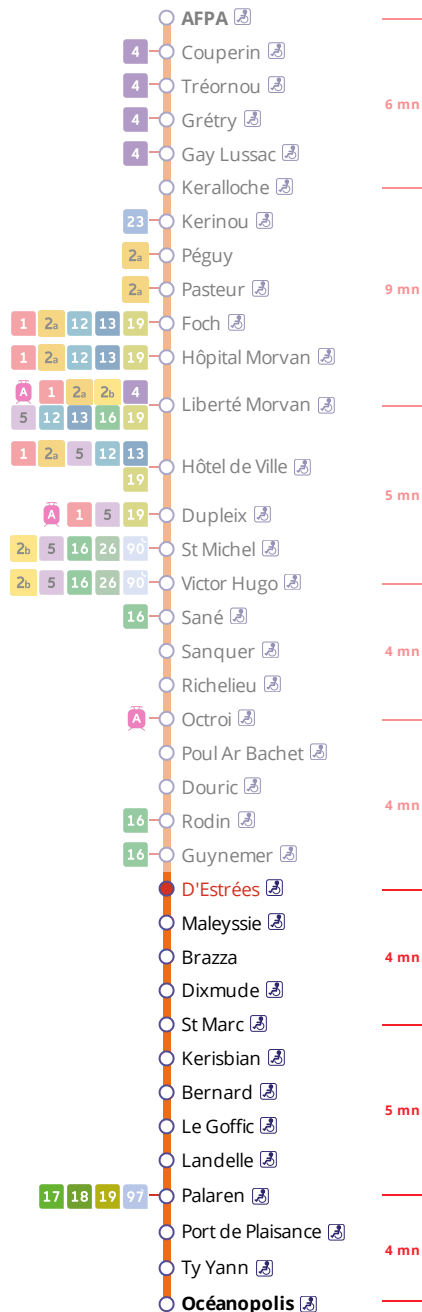 AFPA
4 Couperin
4 Tréornou
6 mn
4 Grétry
4 Gay Lussac
Keralloche
23 Kerinou
2a Péguy
2a Pasteur
9 mn
1 2a 12 13 19 Foch
1 2a 12 13 19 Hôpital Morvan
A 1 2a 2b 4
Liberté Morvan
5 12 13 16 19
1 2a 5 12 13
Hôtel de Ville
19
5 mn
A 1 5 19 Dupleix
2b 5 16 26 90 St Michel
2b 5 16 26 90 Victor Hugo
16 Sané
Sanquer
4 mn
Richelieu
A Octroi
Poul Ar Bachet
Douric
4 mn
16 Rodin
16 Guynemer
D'Estrées
Maleyssie
Brazza
4 mn
Dixmude
St Marc
Kerisbian
Bernard
5 mn
Le Goffic
Landelle
17 18 19 97 Palaren
Port de Plaisance
4 mn
Ty Yann
Océanopolis